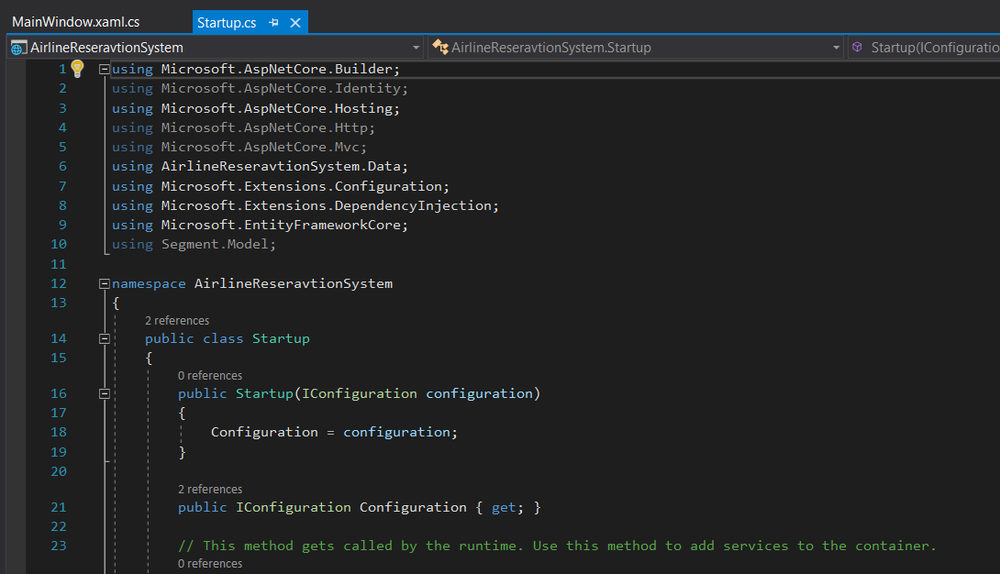 MainWindow.xaml.cs
Startup.cs
AirlineReseravtionSystem
AirlineReseravtionSystem.Startup
Startup(IConfiguratio
1 using Microsoft.AspNetCore.Builder;
2 using Microsoft.AspNetCore.Identity;
3 using Microsoft.AspNetCore.Hosting;
4 using Microsoft.AspNetCore.Http;
5 using Microsoft.AspNetCore.Mvc;
6 using AirlineReseravtionSystem.Data;
7 using Microsoft.Extensions.Configuration;
8 using Microsoft.Extensions.DependencyInjection;
9 using Microsoft.EntityFrameworkCore;
10 using Segment.Model;
11
12 namespace AirlineReseravtionSystem
13 {
2 references
14 public class Startup
15 {
0 references
16 public Startup(IConfiguration configuration)
17 {
18 Configuration = configuration;
19 }
20
2 references
21 public IConfiguration Configuration { get; }
22
23 // This method gets called by the runtime. Use this method to add services to the container.
0 references